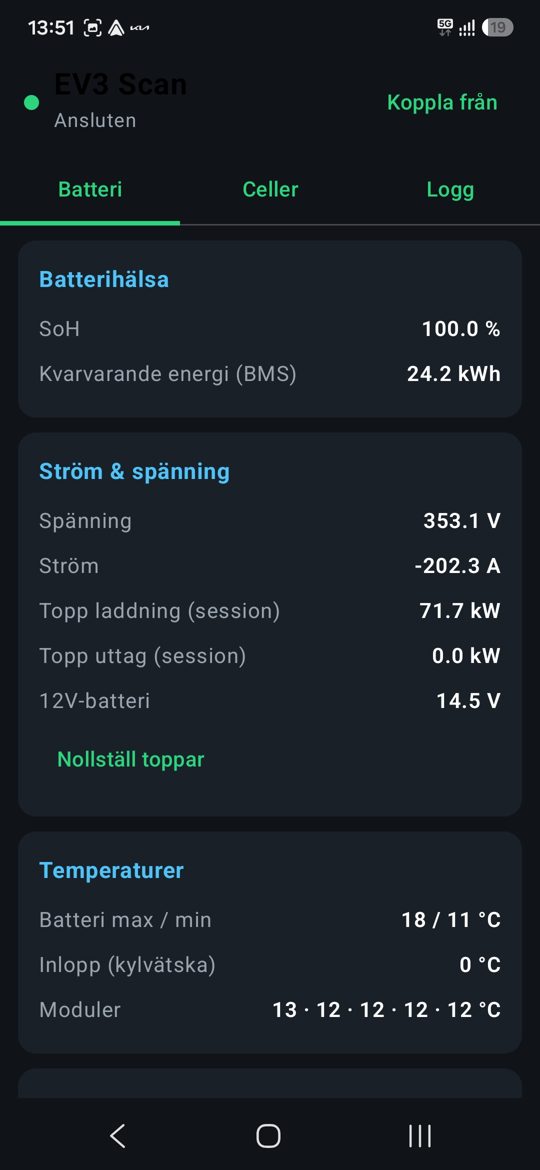 13:51
5G
19
EV3 Scan
Ansluten
Koppla från
Batteri
Celler
Logg
Batterihälsa
SoH 100.0 %
Kvarvarande energi (BMS) 24.2 kWh
Ström & spänning
Spänning 353.1 V
Ström -202.3 A
Topp laddning (session) 71.7 kW
Topp uttag (session) 0.0 kW
12V-batteri 14.5 V
Nollställ toppar
Temperaturer
Batteri max / min 18 / 11 °C
Inlopp (kylvätska) 0 °C
Moduler 13 · 12 · 12 · 12 · 12 °C